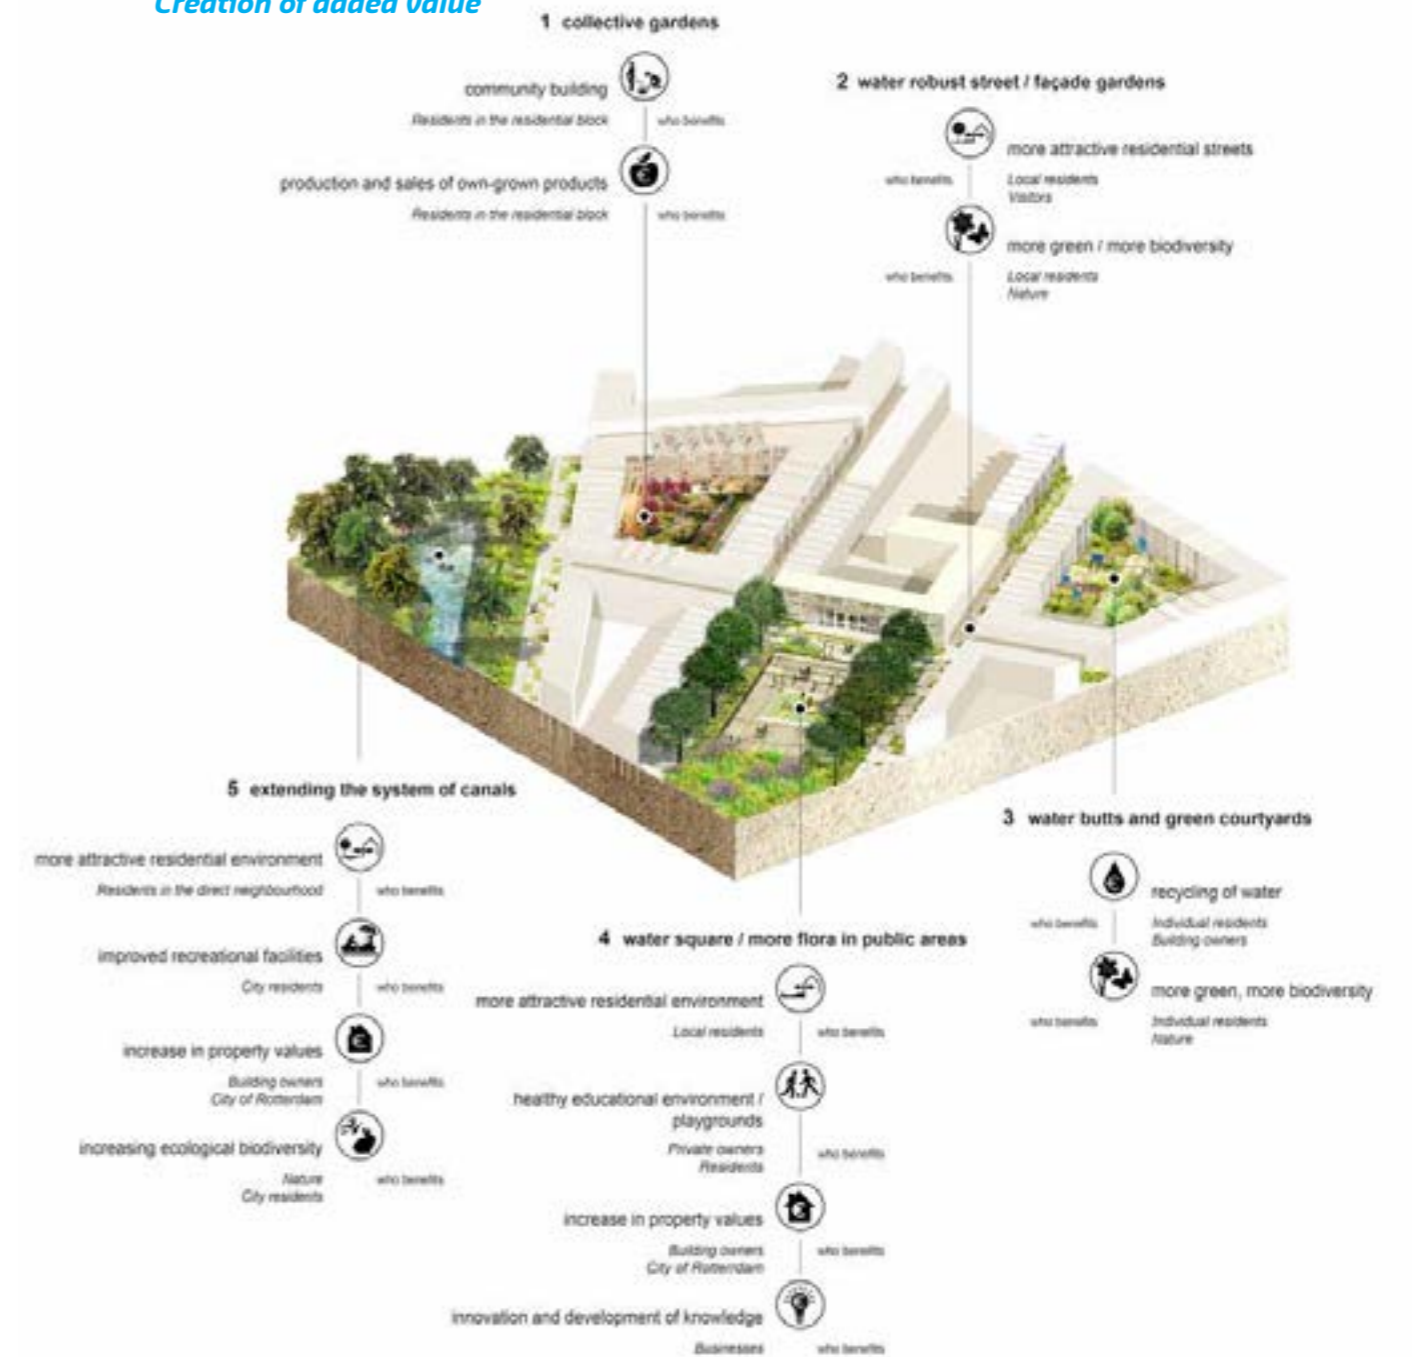 Creation of added value
1 collective gardens
community building
Residents in the residential block
who benefits
production and sales of own-grown products
Residents in the residential block
who benefits
2 water robust street / façade gardens
more attractive residential streets
who benefits
Local residents
Visitors
more green / more biodiversity
who benefits
Local residents
Nature
3 water butts and green courtyards
recycling of water
who benefits
Individual residents
Building owners
more green, more biodiversity
who benefits
Individual residents
Nature
4 water square / more flora in public areas
more attractive residential environment
Local residents
who benefits
healthy educational environment /
playgrounds
Private owners
Residents
who benefits
increase in property values
Building owners
City of Rotterdam
who benefits
innovation and development of knowledge
Businesses
who benefits
5 extending the system of canals
more attractive residential environment
Residents in the direct neighbourhood
who benefits
improved recreational facilities
City residents
who benefits
increase in property values
Building owners
City of Rotterdam
who benefits
increasing ecological biodiversity
Nature
City residents
who benefits